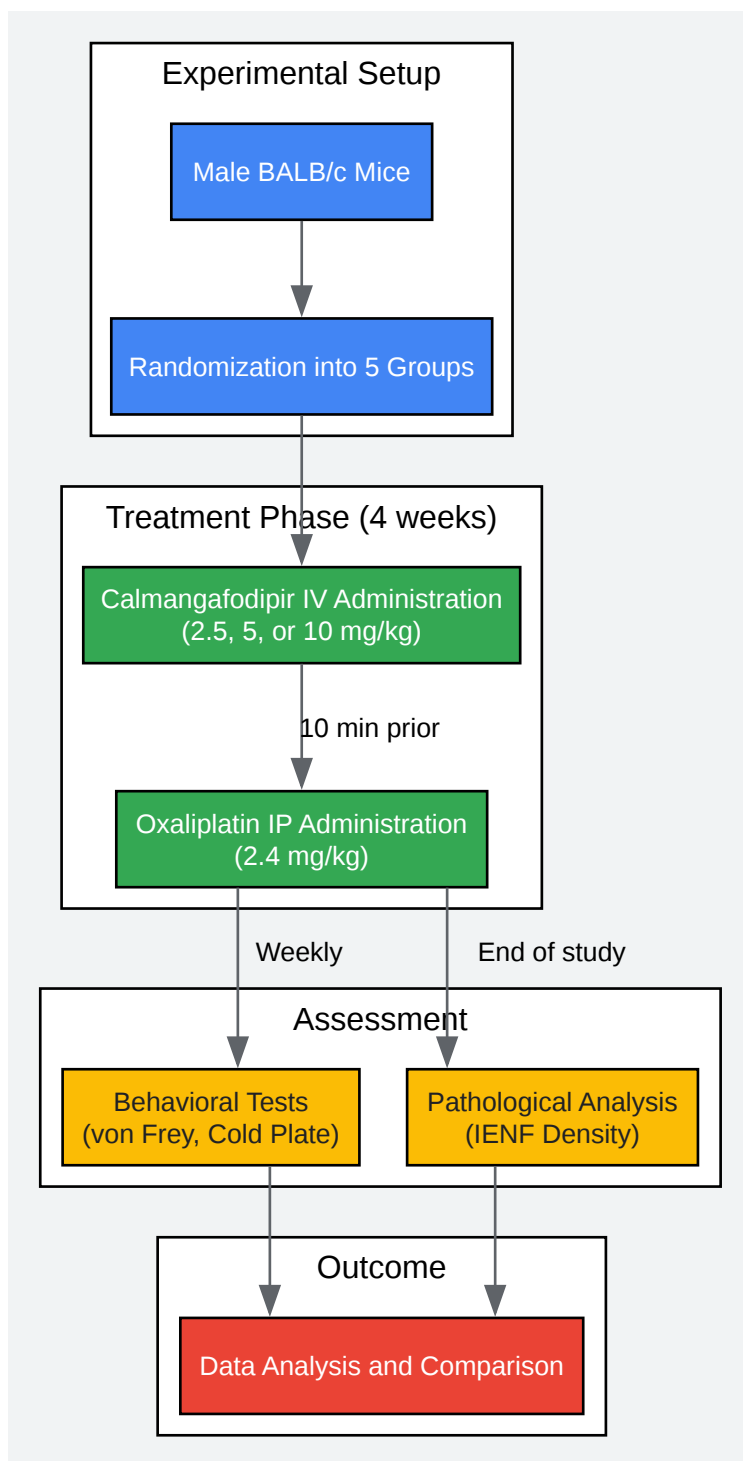 Experimental Setup
Male BALB/c Mice
Randomization into 5 Groups
Treatment Phase (4 weeks)
Calmangafodipir IV Administration
(2.5, 5, or 10 mg/kg)
10 min prior
Oxaliplatin IP Administration
(2.4 mg/kg)
Weekly
End of study
Assessment
Behavioral Tests
(von Frey, Cold Plate)
Pathological Analysis
(IENF Density)
Outcome
Data Analysis and Comparison